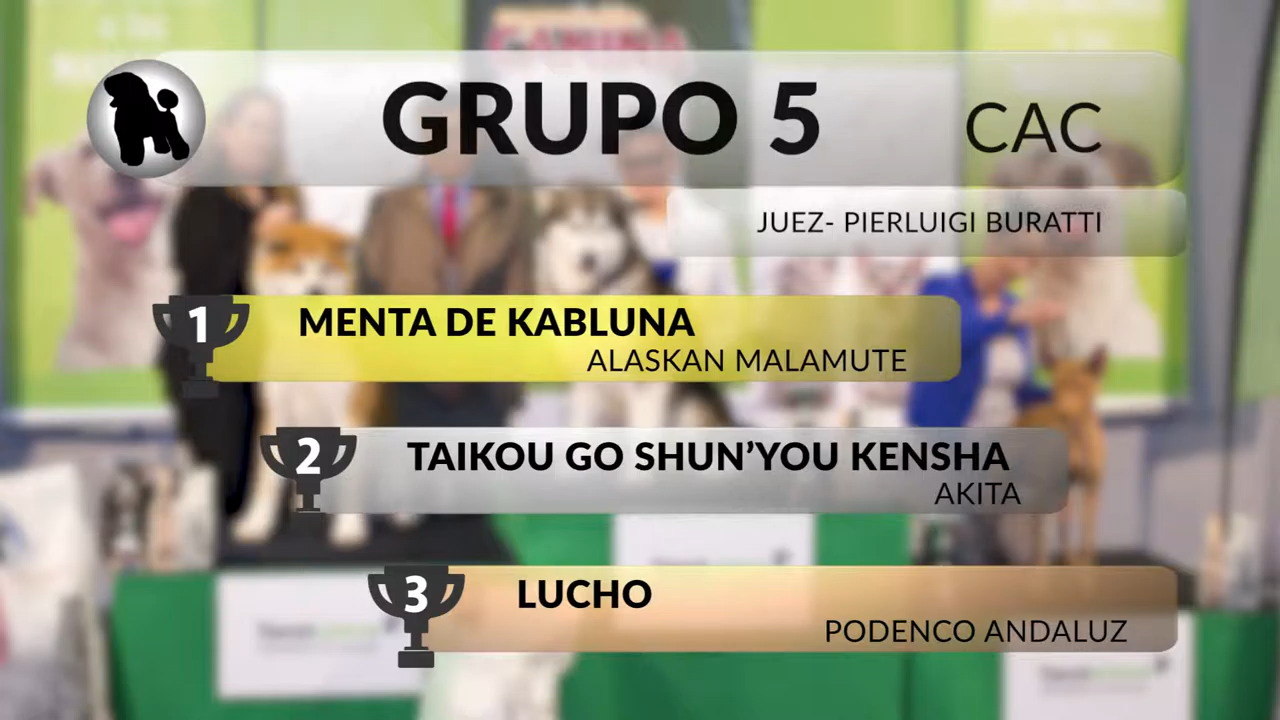 GRUPO 5 CAC
JUEZ- PIERLUIGI BURATTI
1 MENTA DE KABLUNA
ALASKAN MALAMUTE
2 TAIKOU GO SHUN’YOU KENSHA
AKITA
3 LUCHO
PODENCO ANDALUZ